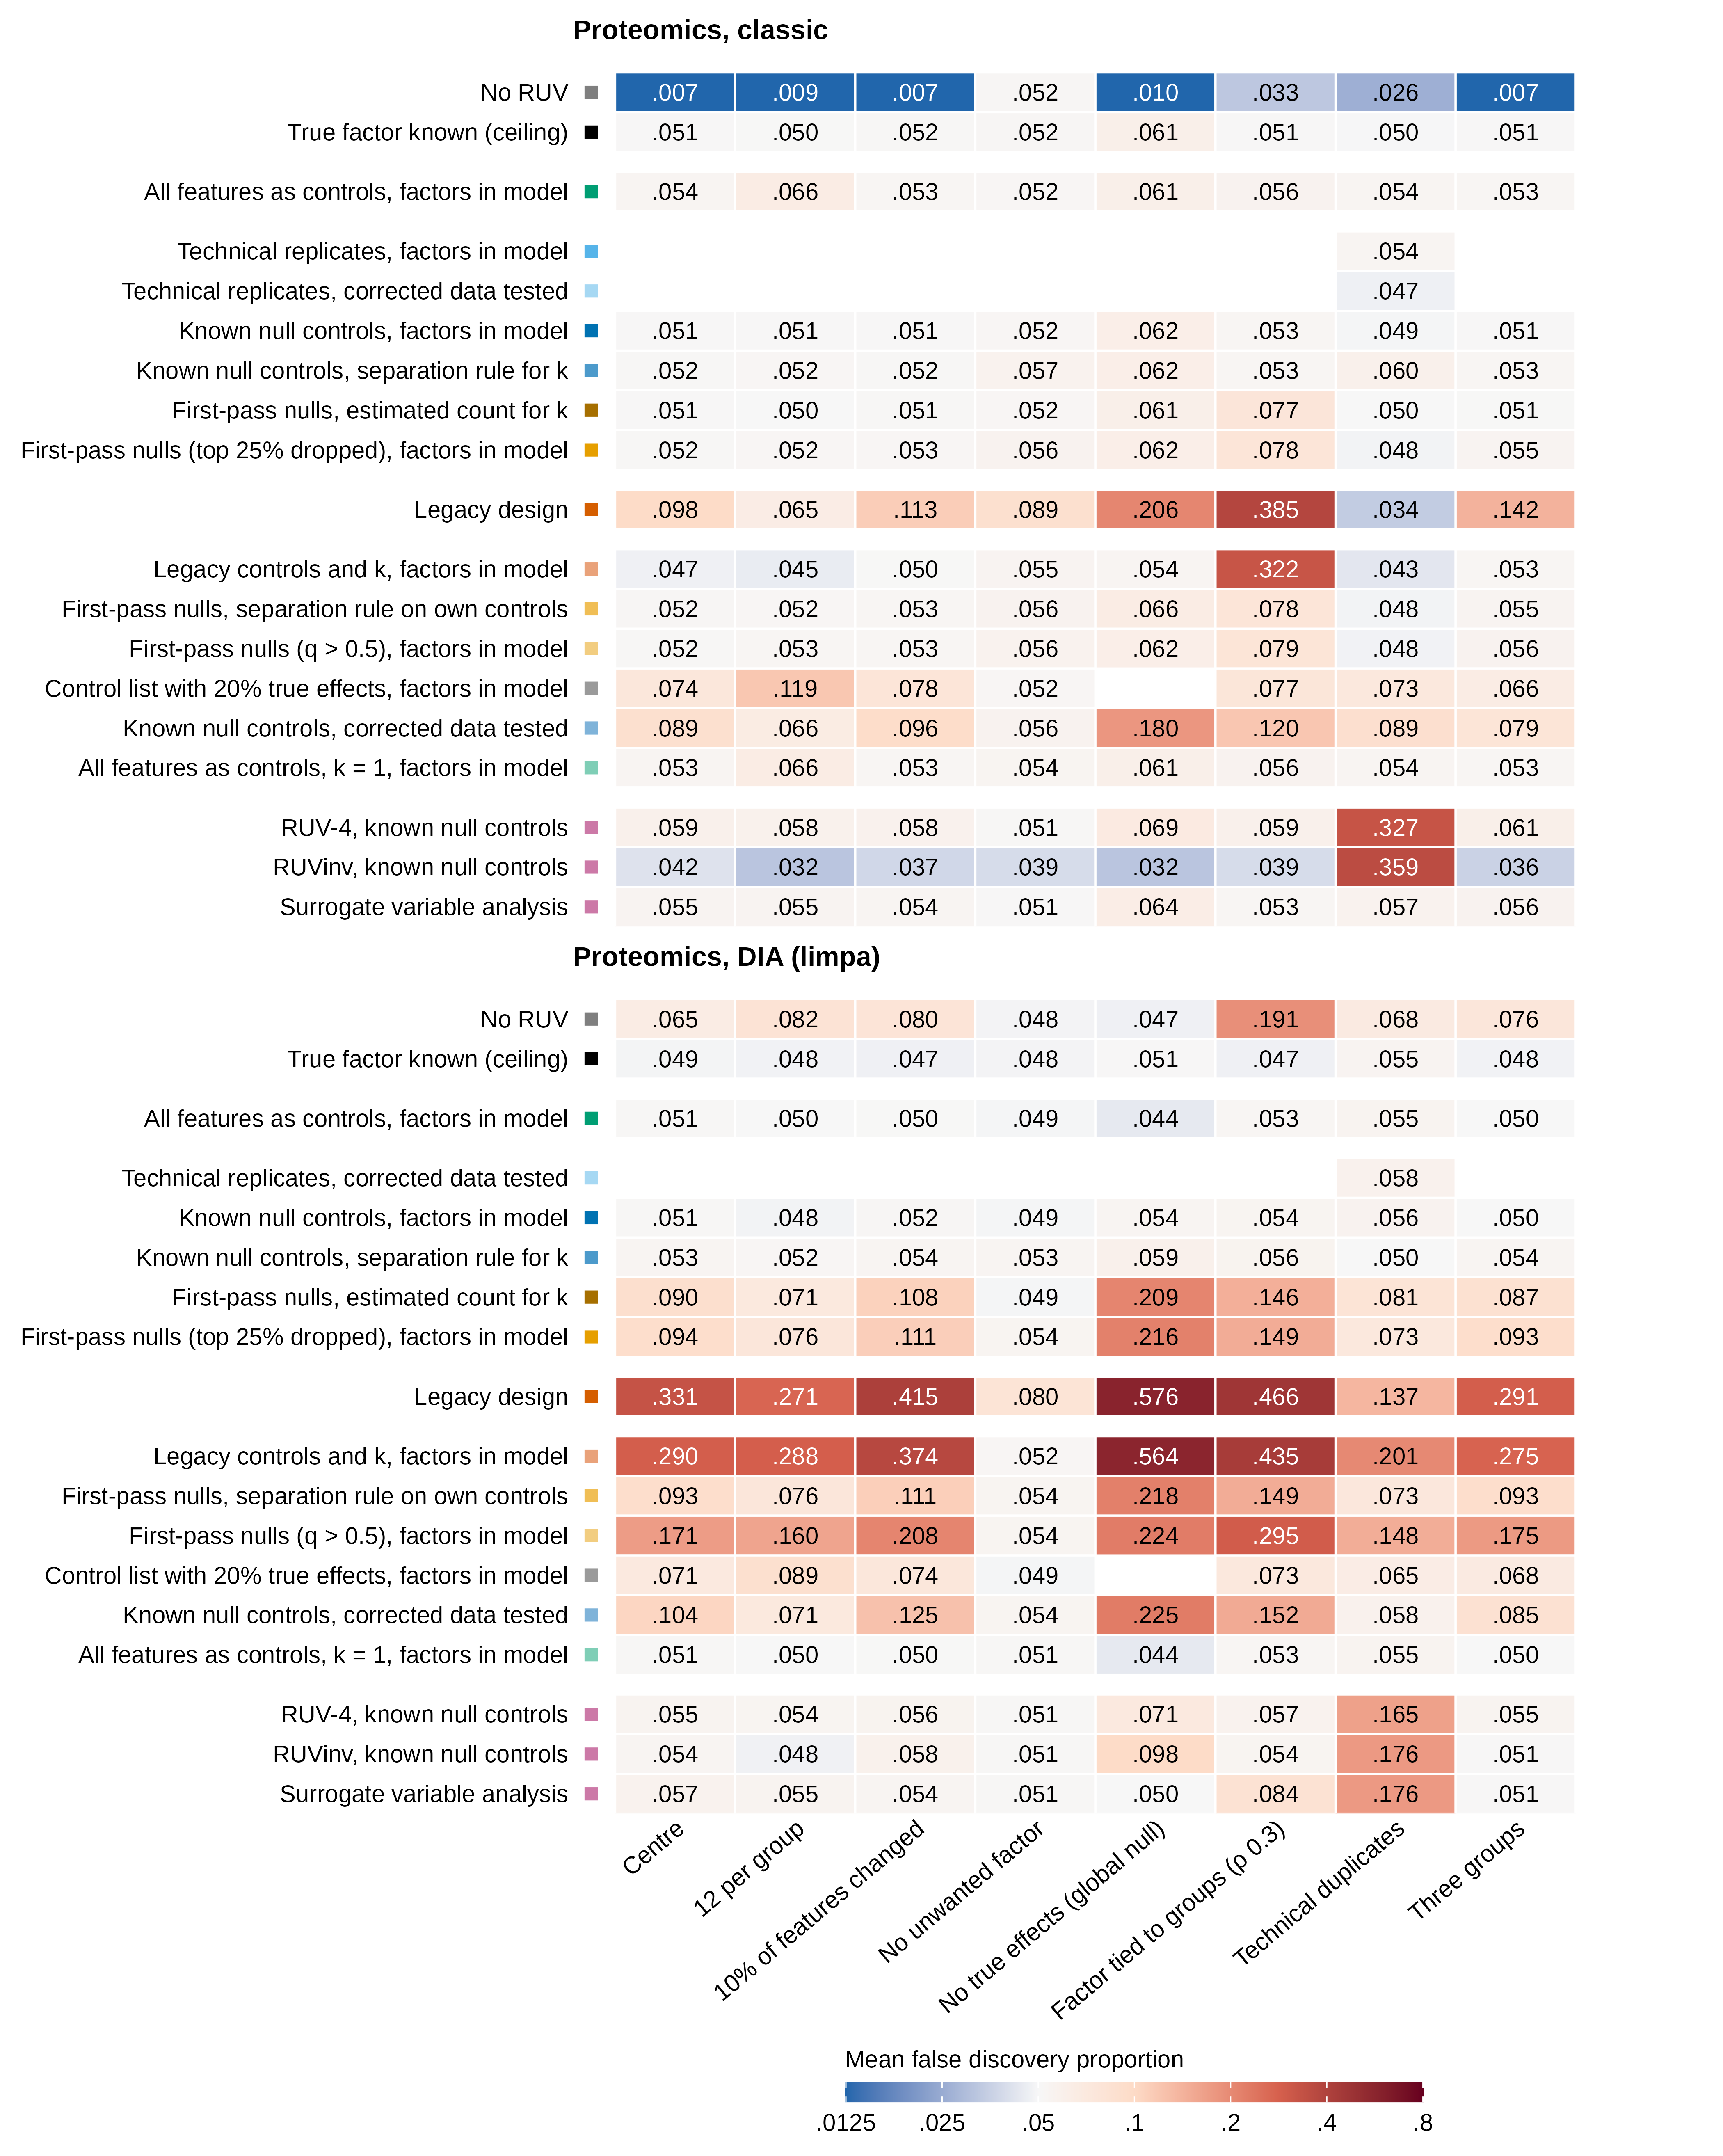 Proteomics, classic
No RUV .007 .009 .007 .052 .010 .033 .026 .007
True factor known (ceiling) .051 .050 .052 .052 .061 .051 .050 .051
All features as controls, factors in model .054 .066 .053 .052 .061 .056 .054 .053
Technical replicates, factors in model .054
Technical replicates, corrected data tested .047
Known null controls, factors in model .051 .051 .051 .052 .062 .053 .049 .051
Known null controls, separation rule for k .052 .052 .052 .057 .062 .053 .060 .053
First-pass nulls, estimated count for k .051 .050 .051 .052 .061 .077 .050 .051
First-pass nulls (top 25% dropped), factors in model .052 .052 .053 .056 .062 .078 .048 .055
Legacy design .098 .065 .113 .089 .206 .385 .034 .142
Legacy controls and k, factors in model .047 .045 .050 .055 .054 .322 .043 .053
First-pass nulls, separation rule on own controls .052 .052 .053 .056 .066 .078 .048 .055
First-pass nulls (q > 0.5), factors in model .052 .053 .053 .056 .062 .079 .048 .056
Control list with 20% true effects, factors in model .074 .119 .078 .052 .077 .073 .066
Known null controls, corrected data tested .089 .066 .096 .056 .180 .120 .089 .079
All features as controls, k = 1, factors in model .053 .066 .053 .054 .061 .056 .054 .053
RUV-4, known null controls .059 .058 .058 .051 .069 .059 .327 .061
RUVinv, known null controls .042 .032 .037 .039 .032 .039 .359 .036
Surrogate variable analysis .055 .055 .054 .051 .064 .053 .057 .056
Proteomics, DIA (limpa)
No RUV .065 .082 .080 .048 .047 .191 .068 .076
True factor known (ceiling) .049 .048 .047 .048 .051 .047 .055 .048
All features as controls, factors in model .051 .050 .050 .049 .044 .053 .055 .050
Technical replicates, corrected data tested .058
Known null controls, factors in model .051 .048 .052 .049 .054 .054 .056 .050
Known null controls, separation rule for k .053 .052 .054 .053 .059 .056 .050 .054
First-pass nulls, estimated count for k .090 .071 .108 .049 .209 .146 .081 .087
First-pass nulls (top 25% dropped), factors in model .094 .076 .111 .054 .216 .149 .073 .093
Legacy design .331 .271 .415 .080 .576 .466 .137 .291
Legacy controls and k, factors in model .290 .288 .374 .052 .564 .435 .201 .275
First-pass nulls, separation rule on own controls .093 .076 .111 .054 .218 .149 .073 .093
First-pass nulls (q > 0.5), factors in model .171 .160 .208 .054 .224 .295 .148 .175
Control list with 20% true effects, factors in model .071 .089 .074 .049 .073 .065 .068
Known null controls, corrected data tested .104 .071 .125 .054 .225 .152 .058 .085
All features as controls, k = 1, factors in model .051 .050 .050 .051 .044 .053 .055 .050
RUV-4, known null controls .055 .054 .056 .051 .071 .057 .165 .055
RUVinv, known null controls .054 .048 .058 .051 .098 .054 .176 .051
Surrogate variable analysis .057 .055 .054 .051 .050 .084 .176 .051
Centre
12 per group
10% of features changed
No unwanted factor
No true effects (global null)
Factor tied to groups (ρ 0.3)
Technical duplicates
Three groups
Mean false discovery proportion
.0125 .025 .05 .1 .2 .4 .8